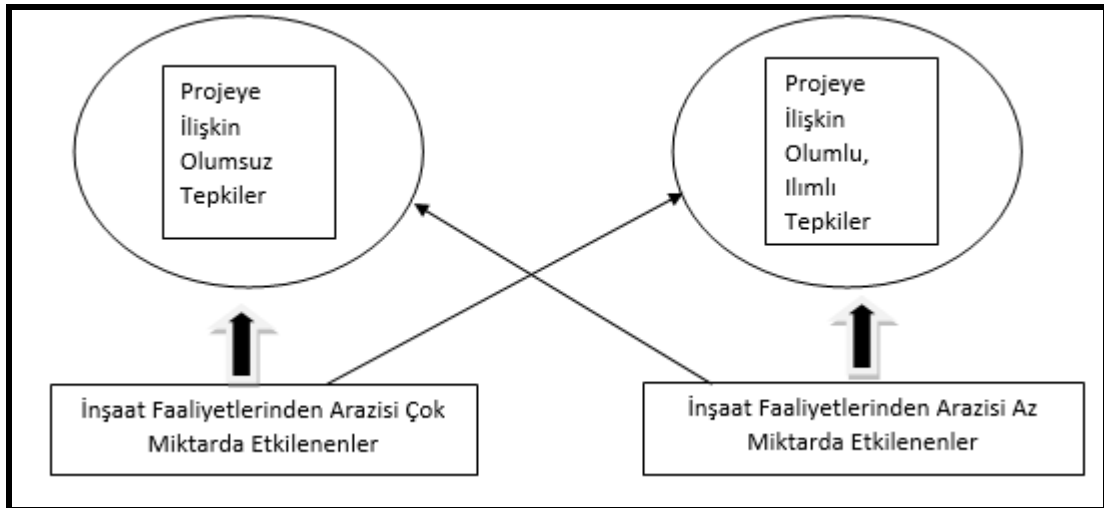 Projeye
İlişkin
Olumsuz
Tepkiler
Projeye
İlişkin
Olumlu,
Ilımlı
Tepkiler
İnşaat Faaliyetlerinden Arazisi Çok
Miktarda Etkilenenler
İnşaat Faaliyetlerinden Arazisi Az
Miktarda Etkilenenler